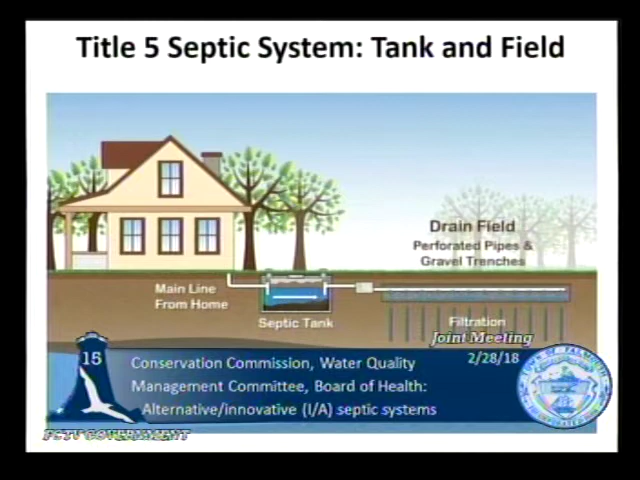 Title 5 Septic System: Tank and Field
Drain Field
Perforated Pipes &
Gravel Trenches
Main Line
From Home
Septic Tank
Filtration
Joint Meeting
15
Conservation Commission, Water Quality
2/28/18
Management Committee, Board of Health:
Alternative/innovative (I/A) septic systems
FCTV GOVERNMENT